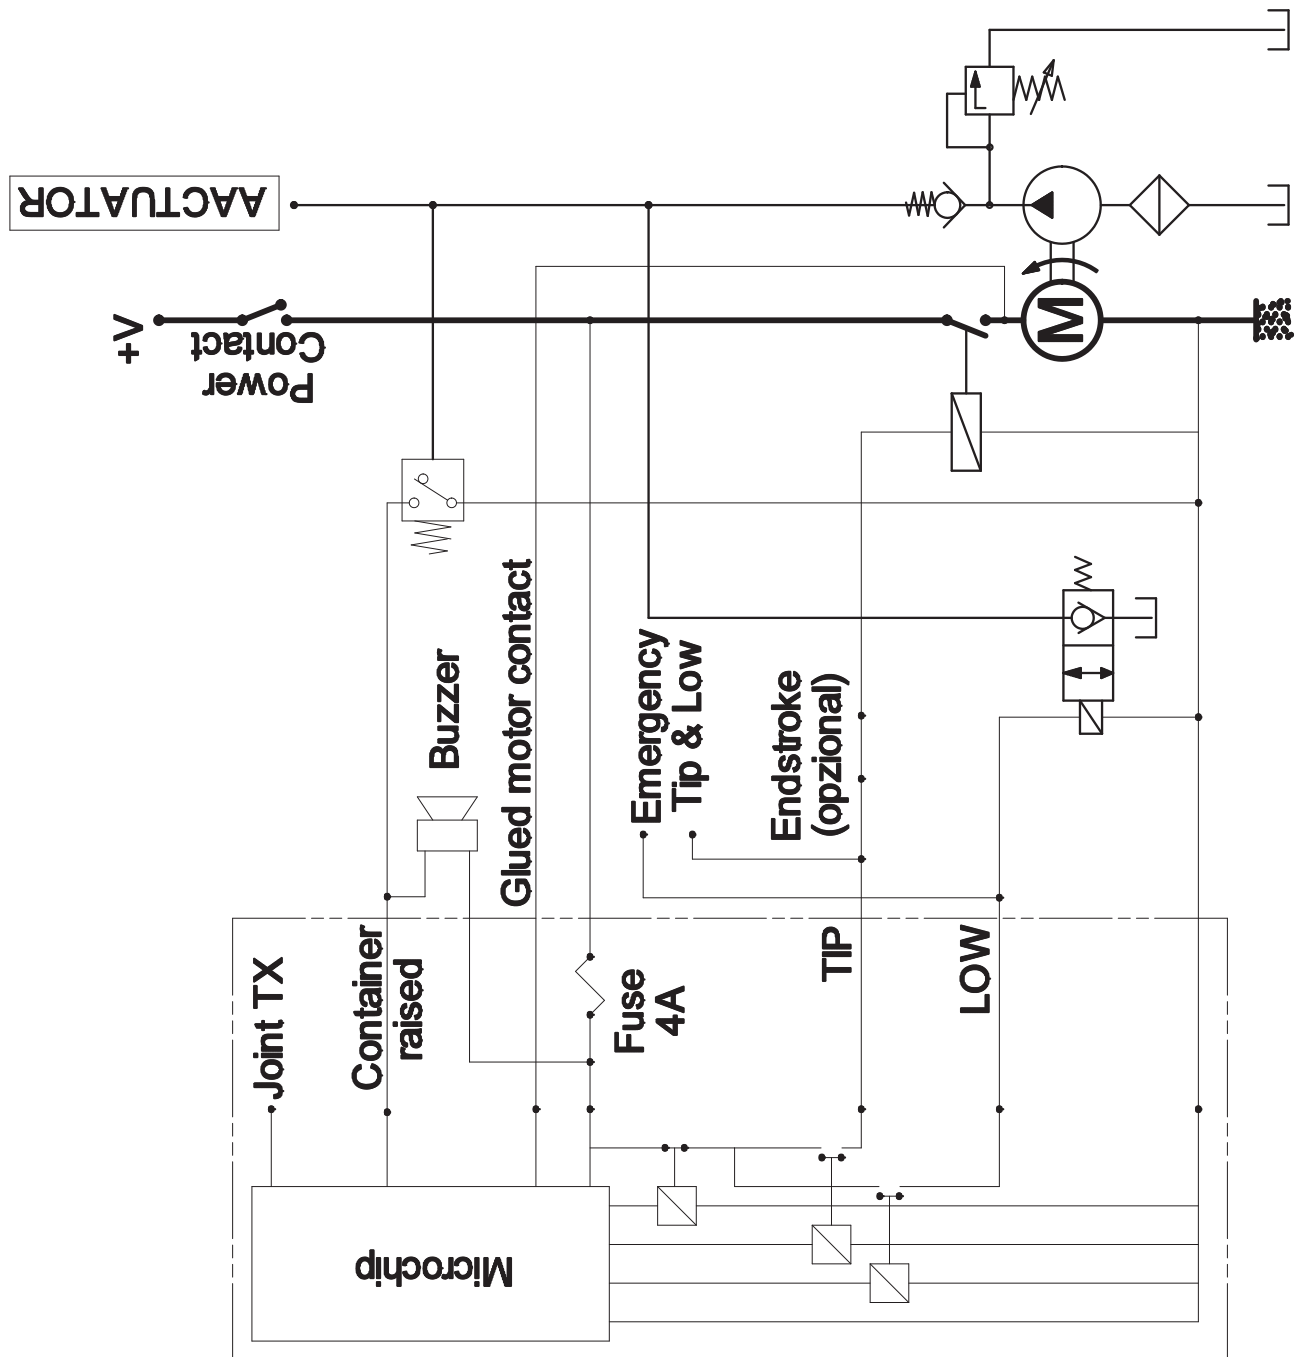 AACTUATOR
+V
Power
Contact
M
Buzzer
Glued motor contact
Emergency
Tip & Low
Endstroke
(opzional)
Joint TX
Container
raised
Fuse
4A
TIP
LOW
Microchip